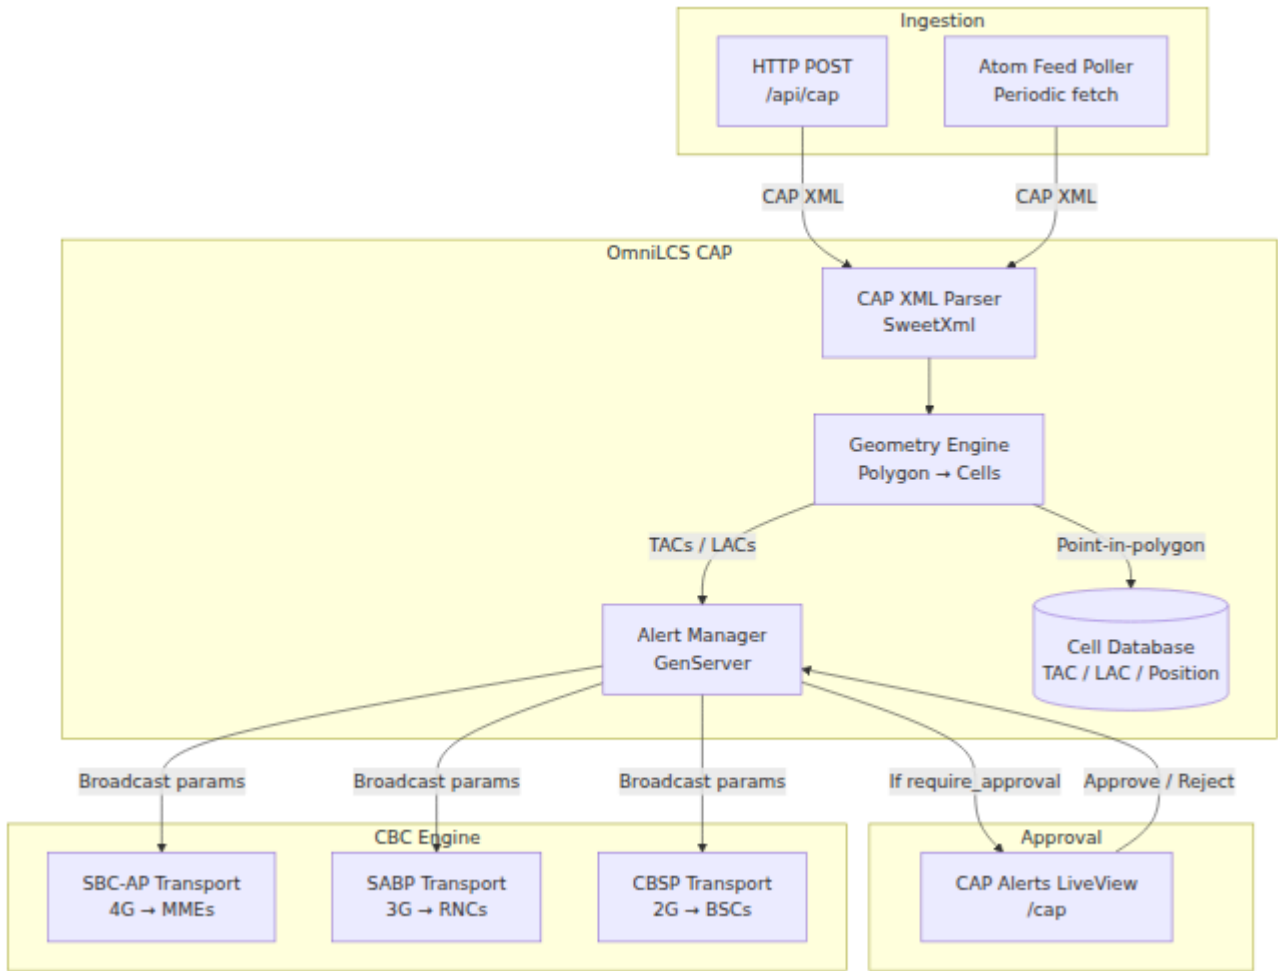 Ingestion
HTTP POST
/api/cap
Atom Feed Poller
Periodic fetch
CAP XML
CAP XML
OmniLCS CAP
CAP XML Parser
SweetXml
Geometry Engine
Polygon → Cells
TACs / LACs
Point-in-polygon
Alert Manager
GenServer
Cell Database
TAC / LAC / Position
Broadcast params
Broadcast params
Broadcast params
If require_approval
Approve / Reject
CBC Engine
SBC-AP Transport
4G → MMEs
SABP Transport
3G → RNCs
CBSP Transport
2G → BSCs
Approval
CAP Alerts LiveView
/cap